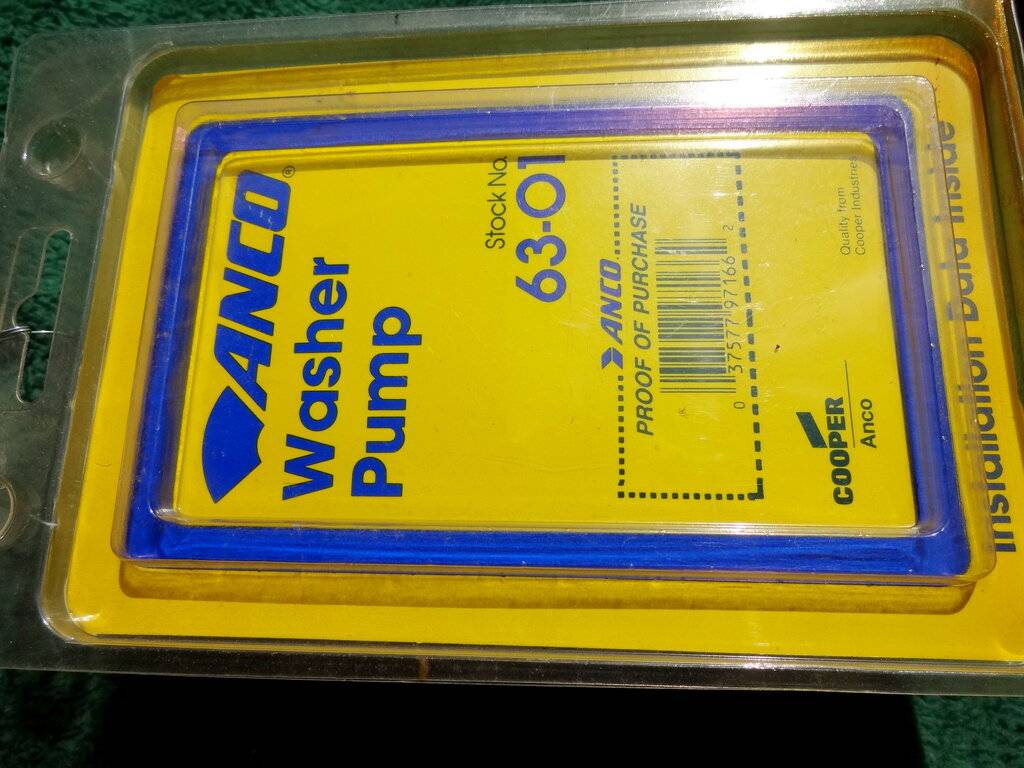 ANCO®
Washer
Pump
Stock No.
63-01
ANCO
PROOF OF PURCHASE
0 37577 97166 2
COOPER
Anco
Quality from
Cooper Industries
Installation Data Inside